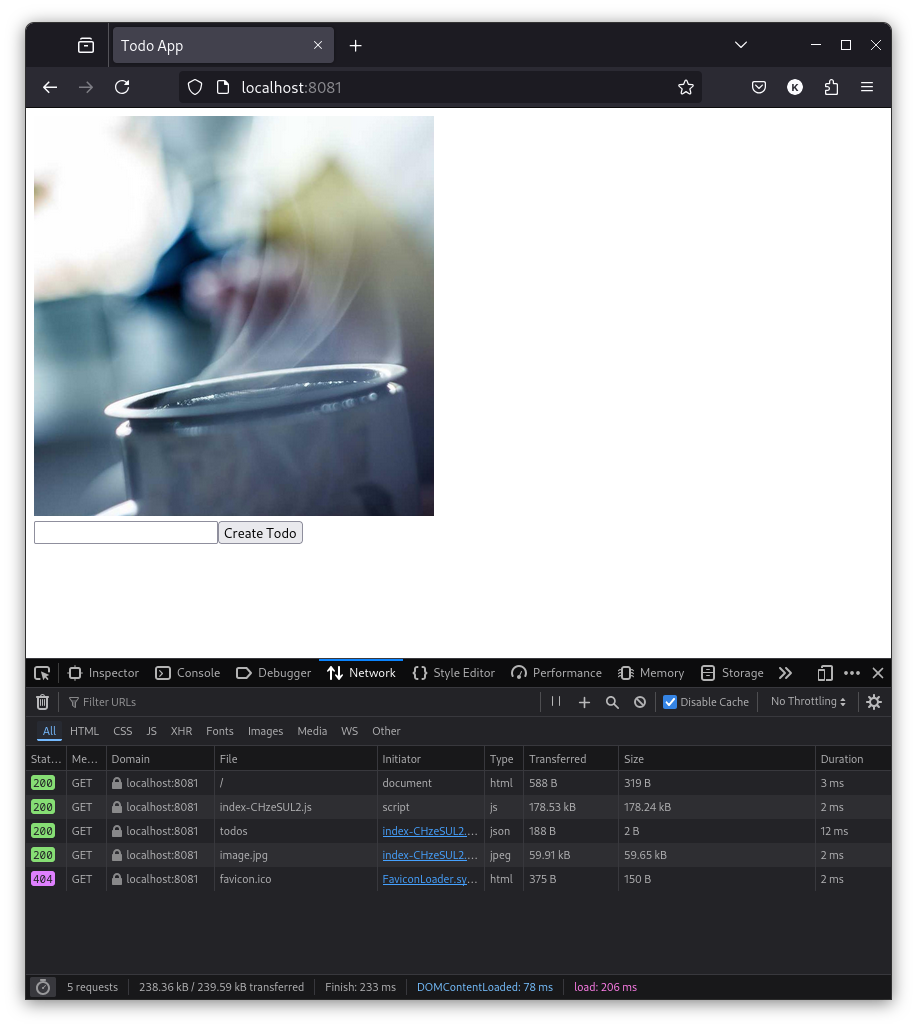 Todo App
localhost:8081
K
Create Todo
Inspector Console Debugger Network Style Editor Performance Memory Storage
Filter URLs Disable Cache No Throttling
All HTML CSS JS XHR Fonts Images Media WS Other
Stat… Me… Domain File Initiator Type Transferred Size Duration
200 GET localhost:8081 / document html 588 B 319 B 3 ms
200 GET localhost:8081 index-CHzeSUL2.js script js 178.53 kB 178.24 kB 2 ms
200 GET localhost:8081 todos index-CHzeSUL2.… json 188 B 2 B 12 ms
200 GET localhost:8081 image.jpg index-CHzeSUL2.… jpeg 59.91 kB 59.65 kB 2 ms
404 GET localhost:8081 favicon.ico FaviconLoader.sy… html 375 B 150 B 2 ms
5 requests 238.36 kB / 239.59 kB transferred Finish: 233 ms DOMContentLoaded: 78 ms load: 206 ms